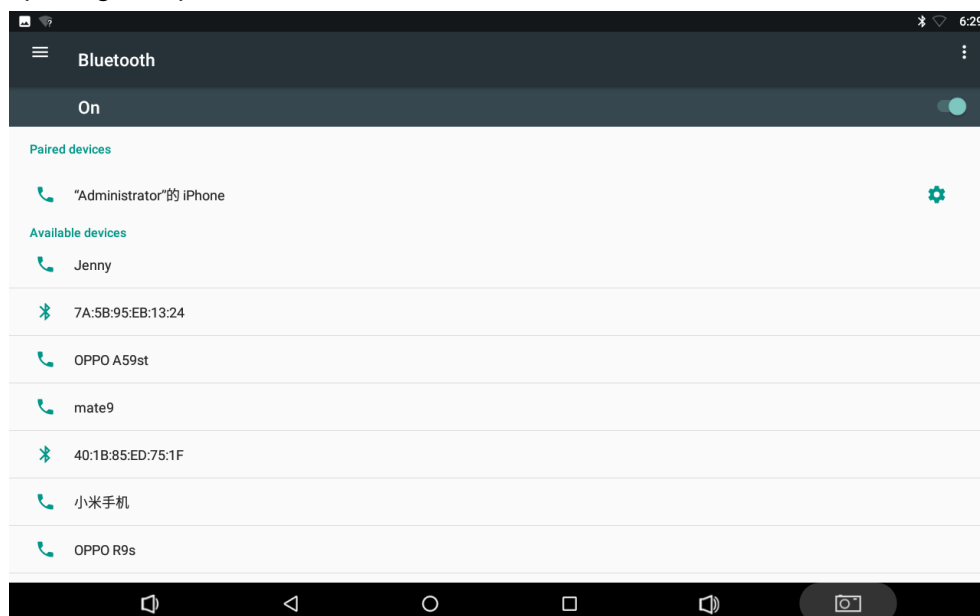 6:29
Bluetooth
On
Paired devices
“Administrator”的 iPhone
Available devices
Jenny
7A:5B:95:EB:13:24
OPPO A59st
mate9
40:1B:85:ED:75:1F
小米手机
OPPO R9s